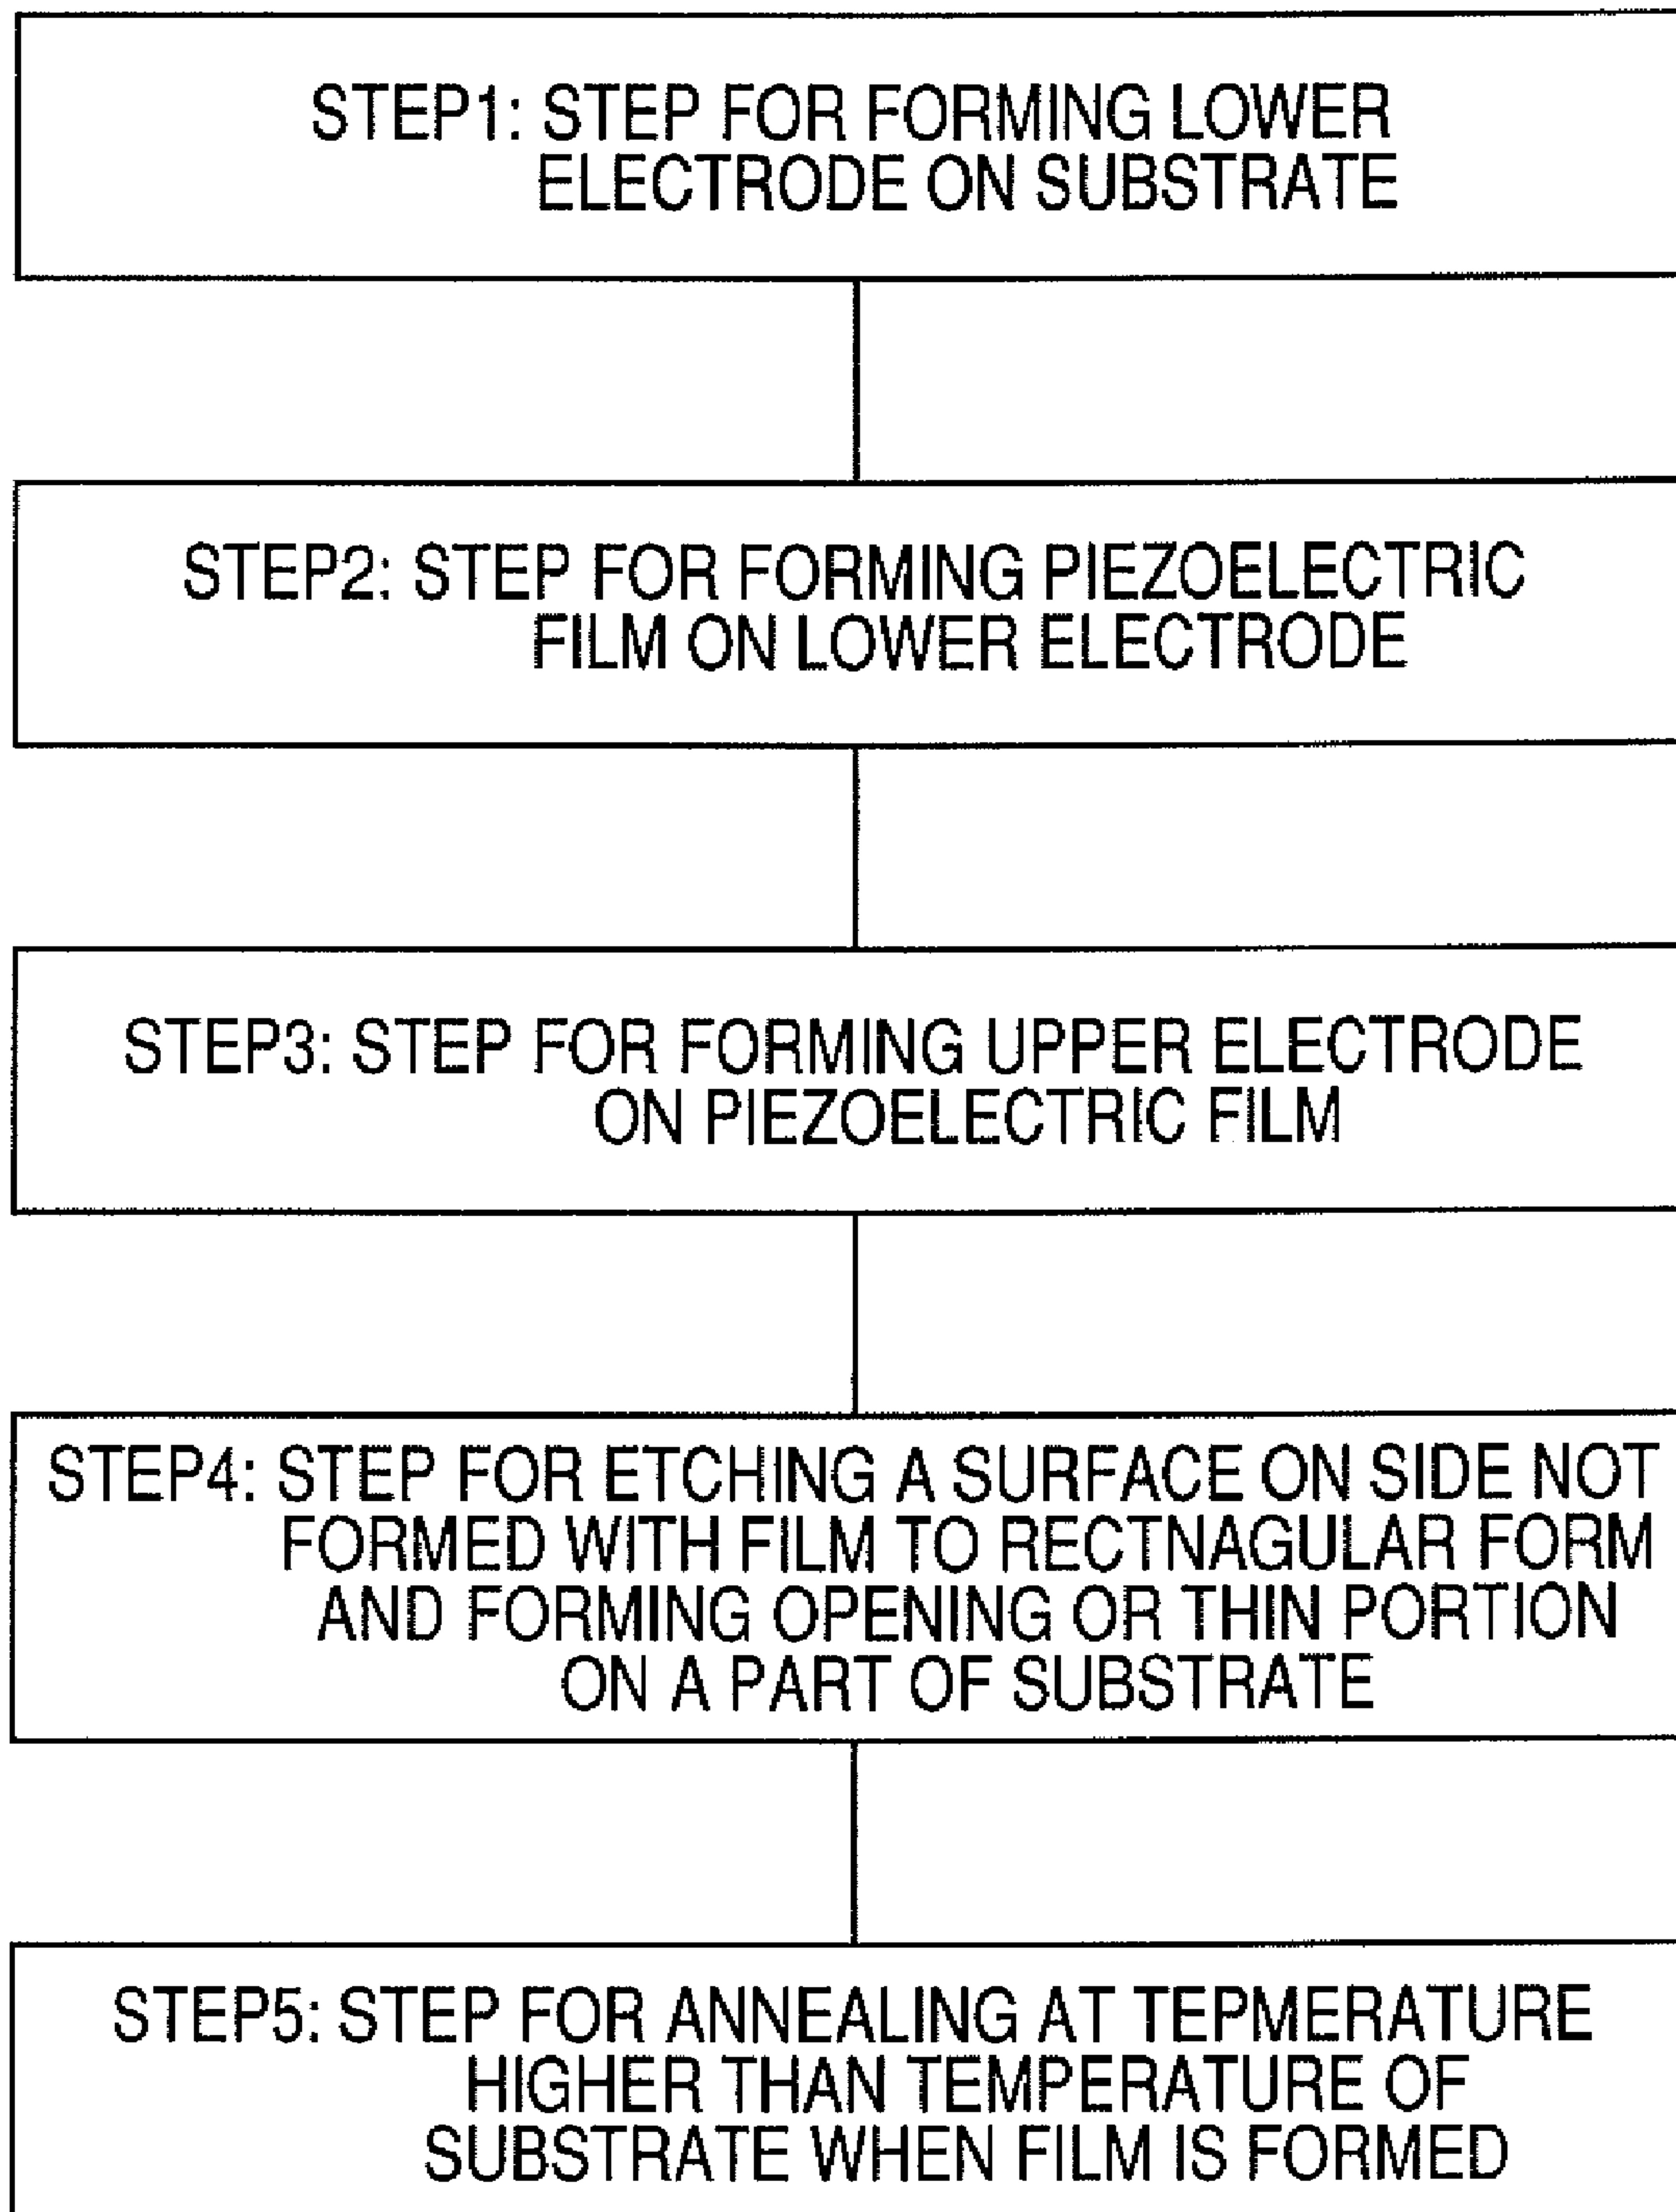 STEP1: STEP FOR FORMING LOWER
ELECTRODE ON SUBSTRATE
STEP2: STEP FOR FORMING PIEZOELECTRIC
FILM ON LOWER ELECTRODE
STEP3: STEP FOR FORMING UPPER ELECTRODE
ON PIEZOELECTRIC FILM
STEP4: STEP FOR ETCHING A SURFACE ON SIDE NOT
FORMED WITH FILM TO RECTNAGULAR FORM
AND FORMING OPENING OR THIN PORTION
ON A PART OF SUBSTRATE
STEP5: STEP FOR ANNEALING AT TEPMERATURE
HIGHER THAN TEMPERATURE OF
SUBSTRATE WHEN FILM IS FORMED